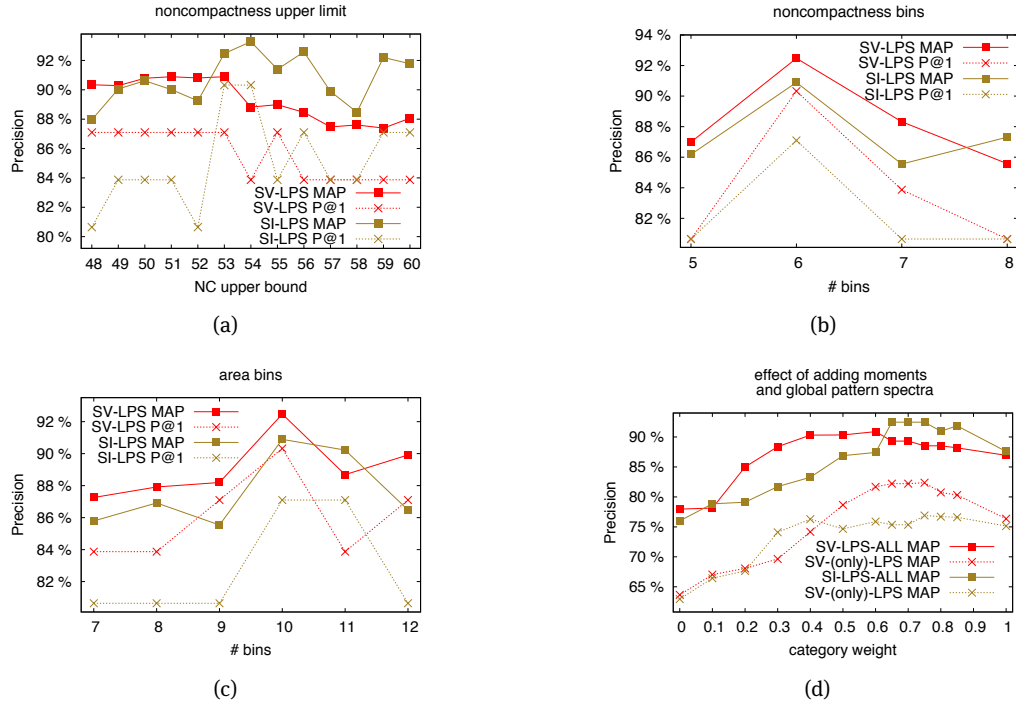 noncompactness upper limit
92 %
90 %
88 %
86 %
84 %
82 %
80 %
Precision
SV-LPS MAP
SV-LPS P@1
SI-LPS MAP
SI-LPS P@1
48 49 50 51 52 53 54 55 56 57 58 59 60
NC upper bound
(a)
noncompactness bins
94 %
92 %
90 %
88 %
86 %
84 %
82 %
Precision
SV-LPS MAP
SV-LPS P@1
SI-LPS MAP
SI-LPS P@1
5 6 7 8
# bins
(b)
area bins
92 %
90 %
88 %
86 %
84 %
82 %
Precision
SV-LPS MAP
SV-LPS P@1
SI-LPS MAP
SI-LPS P@1
7 8 9 10 11 12
# bins
(c)
effect of adding moments
and global pattern spectra
90 %
85 %
80 %
75 %
70 %
65 %
Precision
SV-LPS-ALL MAP
SV-(only)-LPS MAP
SI-LPS-ALL MAP
SV-(only)-LPS MAP
0 0.1 0.2 0.3 0.4 0.5 0.6 0.7 0.8 0.9 1
category weight
(d)